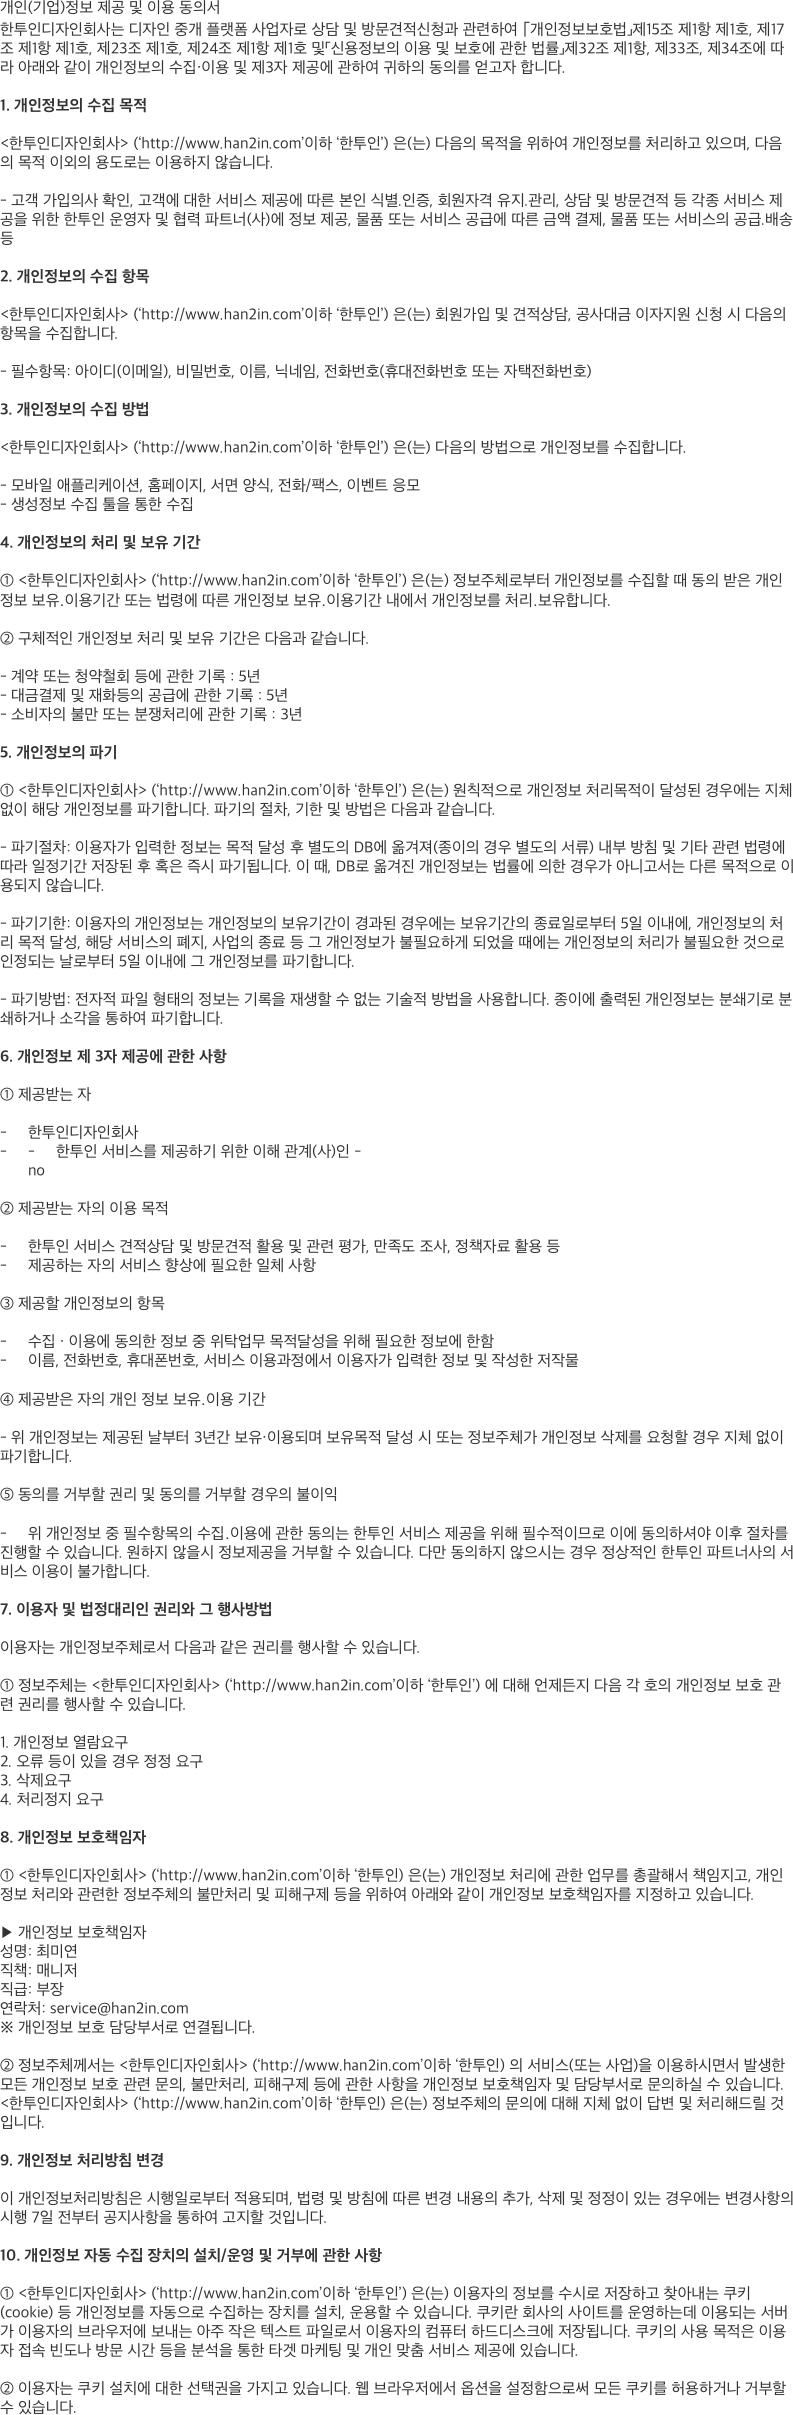 개인(기업)정보 제공 및 이용 동의서
한투인디자인회사는 디자인 중개 플랫폼 사업자로 상담 및 방문견적신청과 관련하여 「개인정보보호법」제15조 제1항 제1호, 제17
조 제1항 제1호, 제23조 제1호, 제24조 제1항 제1호 및「신용정보의 이용 및 보호에 관한 법률」제32조 제1항, 제33조, 제34조에 따
라 아래와 같이 개인정보의 수집·이용 및 제3자 제공에 관하여 귀하의 동의를 얻고자 합니다.
1. 개인정보의 수집 목적
<한투인디자인회사> (‘http://www.han2in.com’이하 ‘한투인’) 은(는) 다음의 목적을 위하여 개인정보를 처리하고 있으며, 다음
의 목적 이외의 용도로는 이용하지 않습니다.
- 고객 가입의사 확인, 고객에 대한 서비스 제공에 따른 본인 식별.인증, 회원자격 유지.관리, 상담 및 방문견적 등 각종 서비스 제
공을 위한 한투인 운영자 및 협력 파트너(사)에 정보 제공, 물품 또는 서비스 공급에 따른 금액 결제, 물품 또는 서비스의 공급.배송
등
2. 개인정보의 수집 항목
<한투인디자인회사> (‘http://www.han2in.com’이하 ‘한투인’) 은(는) 회원가입 및 견적상담, 공사대금 이자지원 신청 시 다음의
항목을 수집합니다.
- 필수항목: 아이디(이메일), 비밀번호, 이름, 닉네임, 전화번호(휴대전화번호 또는 자택전화번호)
3. 개인정보의 수집 방법
<한투인디자인회사> (‘http://www.han2in.com’이하 ‘한투인’) 은(는) 다음의 방법으로 개인정보를 수집합니다.
- 모바일 애플리케이션, 홈페이지, 서면 양식, 전화/팩스, 이벤트 응모
- 생성정보 수집 툴을 통한 수집
4. 개인정보의 처리 및 보유 기간
① <한투인디자인회사> (‘http://www.han2in.com’이하 ‘한투인’) 은(는) 정보주체로부터 개인정보를 수집할 때 동의 받은 개인
정보 보유․이용기간 또는 법령에 따른 개인정보 보유․이용기간 내에서 개인정보를 처리․보유합니다.
② 구체적인 개인정보 처리 및 보유 기간은 다음과 같습니다.
- 계약 또는 청약철회 등에 관한 기록 : 5년
- 대금결제 및 재화등의 공급에 관한 기록 : 5년
- 소비자의 불만 또는 분쟁처리에 관한 기록 : 3년
5. 개인정보의 파기
① <한투인디자인회사> (‘http://www.han2in.com’이하 ‘한투인’) 은(는) 원칙적으로 개인정보 처리목적이 달성된 경우에는 지체
없이 해당 개인정보를 파기합니다. 파기의 절차, 기한 및 방법은 다음과 같습니다.
- 파기절차: 이용자가 입력한 정보는 목적 달성 후 별도의 DB에 옮겨져(종이의 경우 별도의 서류) 내부 방침 및 기타 관련 법령에
따라 일정기간 저장된 후 혹은 즉시 파기됩니다. 이 때, DB로 옮겨진 개인정보는 법률에 의한 경우가 아니고서는 다른 목적으로 이
용되지 않습니다.
- 파기기한: 이용자의 개인정보는 개인정보의 보유기간이 경과된 경우에는 보유기간의 종료일로부터 5일 이내에, 개인정보의 처
리 목적 달성, 해당 서비스의 폐지, 사업의 종료 등 그 개인정보가 불필요하게 되었을 때에는 개인정보의 처리가 불필요한 것으로
인정되는 날로부터 5일 이내에 그 개인정보를 파기합니다.
- 파기방법: 전자적 파일 형태의 정보는 기록을 재생할 수 없는 기술적 방법을 사용합니다. 종이에 출력된 개인정보는 분쇄기로 분
쇄하거나 소각을 통하여 파기합니다.
6. 개인정보 제 3자 제공에 관한 사항
① 제공받는 자
- 한투인디자인회사
- - 한투인 서비스를 제공하기 위한 이해 관계(사)인 -
no
② 제공받는 자의 이용 목적
- 한투인 서비스 견적상담 및 방문견적 활용 및 관련 평가, 만족도 조사, 정책자료 활용 등
- 제공하는 자의 서비스 향상에 필요한 일체 사항
③ 제공할 개인정보의 항목
- 수집 · 이용에 동의한 정보 중 위탁업무 목적달성을 위해 필요한 정보에 한함
- 이름, 전화번호, 휴대폰번호, 서비스 이용과정에서 이용자가 입력한 정보 및 작성한 저작물
④ 제공받은 자의 개인 정보 보유․이용 기간
- 위 개인정보는 제공된 날부터 3년간 보유·이용되며 보유목적 달성 시 또는 정보주체가 개인정보 삭제를 요청할 경우 지체 없이
파기합니다.
⑤ 동의를 거부할 권리 및 동의를 거부할 경우의 불이익
- 위 개인정보 중 필수항목의 수집․이용에 관한 동의는 한투인 서비스 제공을 위해 필수적이므로 이에 동의하셔야 이후 절차를
진행할 수 있습니다. 원하지 않을시 정보제공을 거부할 수 있습니다. 다만 동의하지 않으시는 경우 정상적인 한투인 파트너사의 서
비스 이용이 불가합니다.
7. 이용자 및 법정대리인 권리와 그 행사방법
이용자는 개인정보주체로서 다음과 같은 권리를 행사할 수 있습니다.
① 정보주체는 <한투인디자인회사> (‘http://www.han2in.com’이하 ‘한투인’) 에 대해 언제든지 다음 각 호의 개인정보 보호 관
련 권리를 행사할 수 있습니다.
1. 개인정보 열람요구
2. 오류 등이 있을 경우 정정 요구
3. 삭제요구
4. 처리정지 요구
8. 개인정보 보호책임자
① <한투인디자인회사> (‘http://www.han2in.com’이하 ‘한투인) 은(는) 개인정보 처리에 관한 업무를 총괄해서 책임지고, 개인
정보 처리와 관련한 정보주체의 불만처리 및 피해구제 등을 위하여 아래와 같이 개인정보 보호책임자를 지정하고 있습니다.
▶ 개인정보 보호책임자
성명: 최미연
직책: 매니저
직급: 부장
연락처: service@han2in.com
※ 개인정보 보호 담당부서로 연결됩니다.
② 정보주체께서는 <한투인디자인회사> (‘http://www.han2in.com’이하 ‘한투인) 의 서비스(또는 사업)을 이용하시면서 발생한
모든 개인정보 보호 관련 문의, 불만처리, 피해구제 등에 관한 사항을 개인정보 보호책임자 및 담당부서로 문의하실 수 있습니다.
<한투인디자인회사> (‘http://www.han2in.com’이하 ‘한투인) 은(는) 정보주체의 문의에 대해 지체 없이 답변 및 처리해드릴 것
입니다.
9. 개인정보 처리방침 변경
이 개인정보처리방침은 시행일로부터 적용되며, 법령 및 방침에 따른 변경 내용의 추가, 삭제 및 정정이 있는 경우에는 변경사항의
시행 7일 전부터 공지사항을 통하여 고지할 것입니다.
10. 개인정보 자동 수집 장치의 설치/운영 및 거부에 관한 사항
① <한투인디자인회사> (‘http://www.han2in.com’이하 ‘한투인’) 은(는) 이용자의 정보를 수시로 저장하고 찾아내는 쿠키
(cookie) 등 개인정보를 자동으로 수집하는 장치를 설치, 운용할 수 있습니다. 쿠키란 회사의 사이트를 운영하는데 이용되는 서버
가 이용자의 브라우저에 보내는 아주 작은 텍스트 파일로서 이용자의 컴퓨터 하드디스크에 저장됩니다. 쿠키의 사용 목적은 이용
자 접속 빈도나 방문 시간 등을 분석을 통한 타겟 마케팅 및 개인 맞춤 서비스 제공에 있습니다.
② 이용자는 쿠키 설치에 대한 선택권을 가지고 있습니다. 웹 브라우저에서 옵션을 설정함으로써 모든 쿠키를 허용하거나 거부할
수 있습니다.